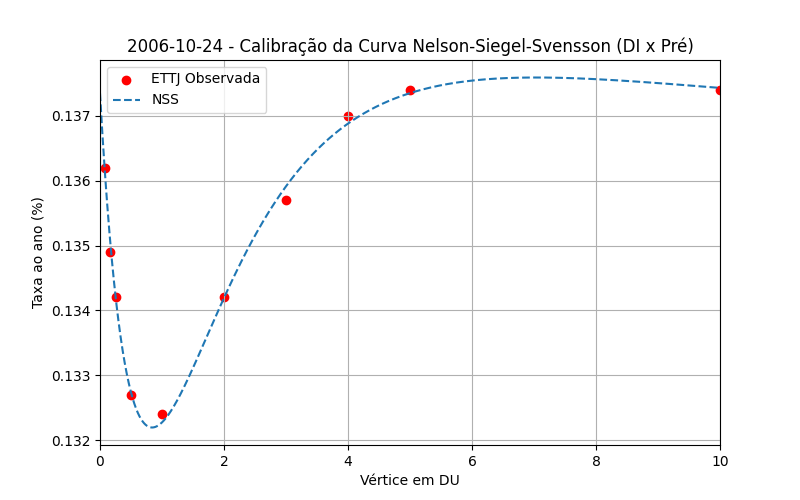 2006-10-24 - Calibração da Curva Nelson-Siegel-Svensson (DI x Pré)
ETTJ Observada
NSS
Taxa ao ano (%)
0.137
0.136
0.135
0.134
0.133
0.132
0 2 4 6 8 10
Vértice em DU